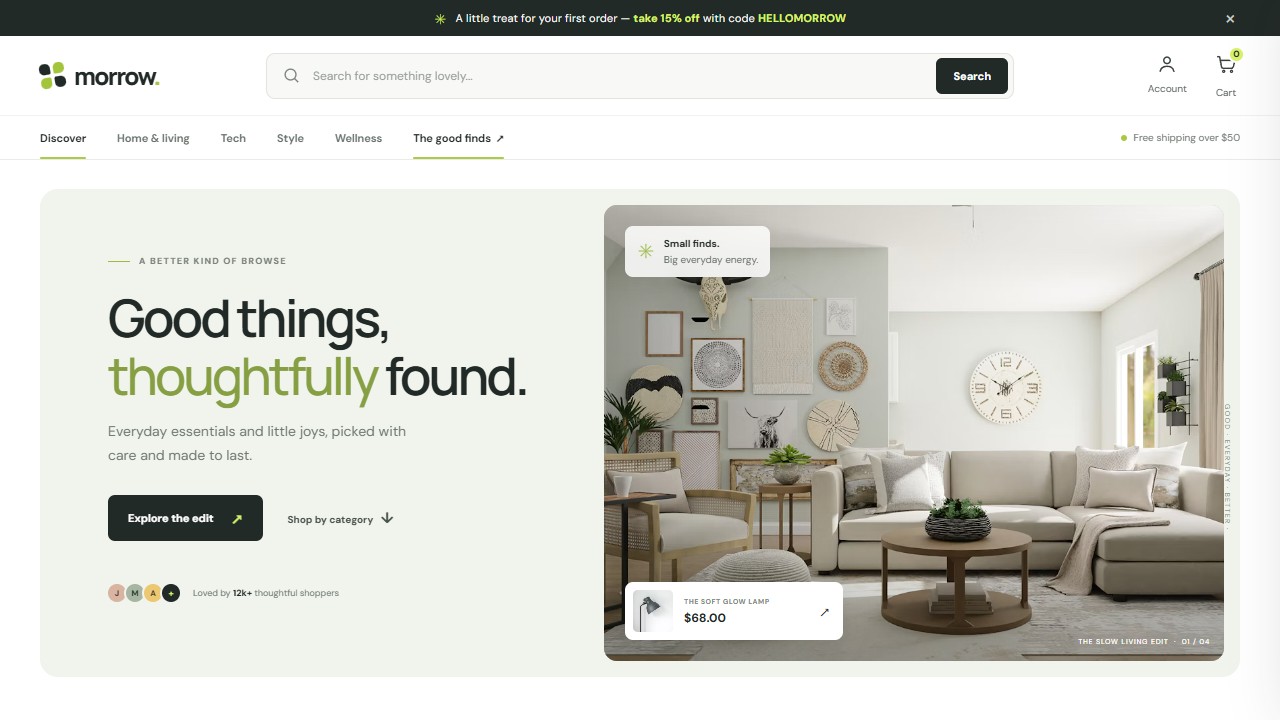 A little treat for your first order — take 15% off with code HELLOMORROW
×
morrow.
Search for something lovely...
Search
Account
0
Cart
Discover
Home & living
Tech
Style
Wellness
The good finds ↗
Free shipping over $50
A BETTER KIND OF BROWSE
Good things,
thoughtfully found.
Everyday essentials and little joys, picked with
care and made to last.
Explore the edit ↗
Shop by category ↓
J M A +
Loved by 12k+ thoughtful shoppers
Small finds.
Big everyday energy.
THE SOFT GLOW LAMP
$68.00
↗
THE SLOW LIVING EDIT · 01 / 04
GOOD · EVERYDAY · BETTER ·